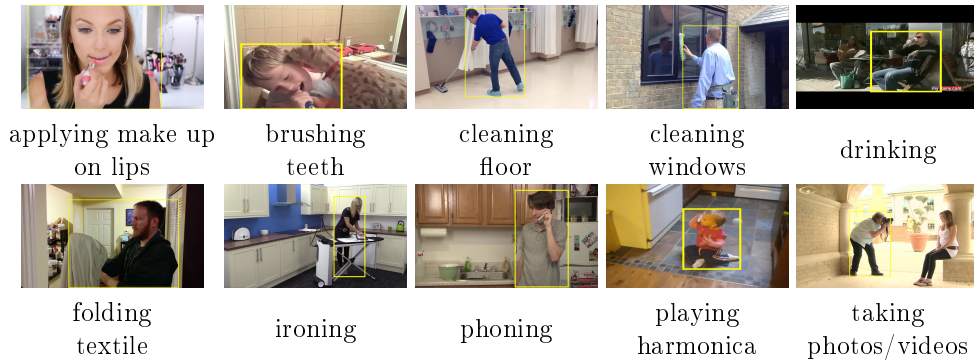 applying make up
on lips
brushing
teeth
cleaning
floor
cleaning
windows
drinking
folding
textile
ironing
phoning
playing
harmonica
taking
photos/videos